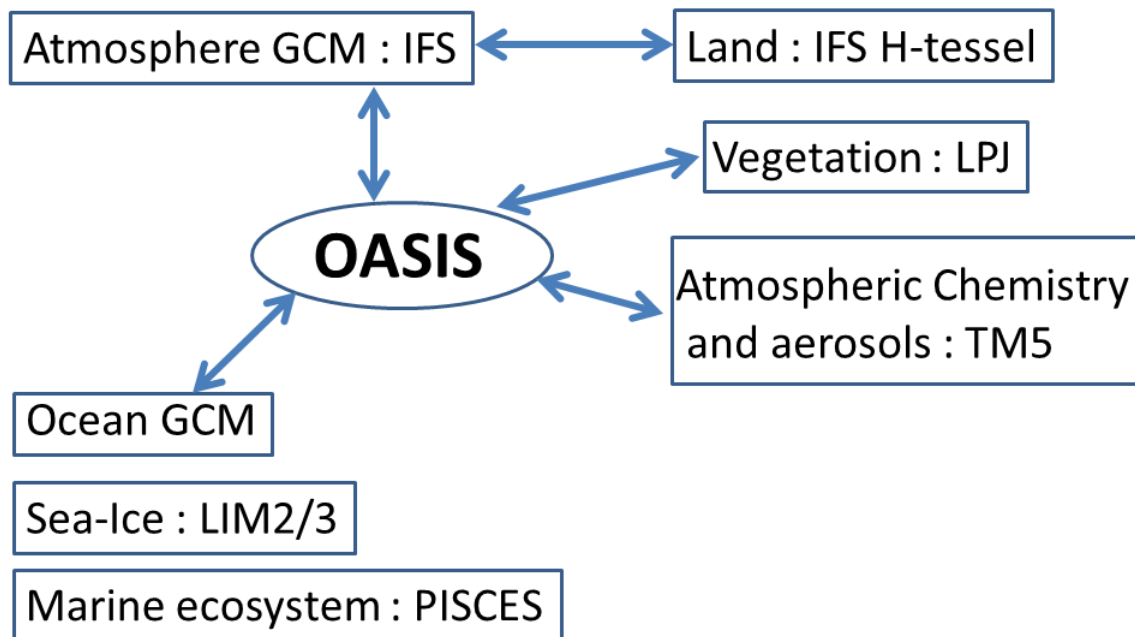 Atmosphere GCM : IFS
Land : IFS H-tessel
Vegetation : LPJ
OASIS
Atmospheric Chemistry
and aerosols : TM5
Ocean GCM
Sea-Ice : LIM2/3
Marine ecosystem : PISCES